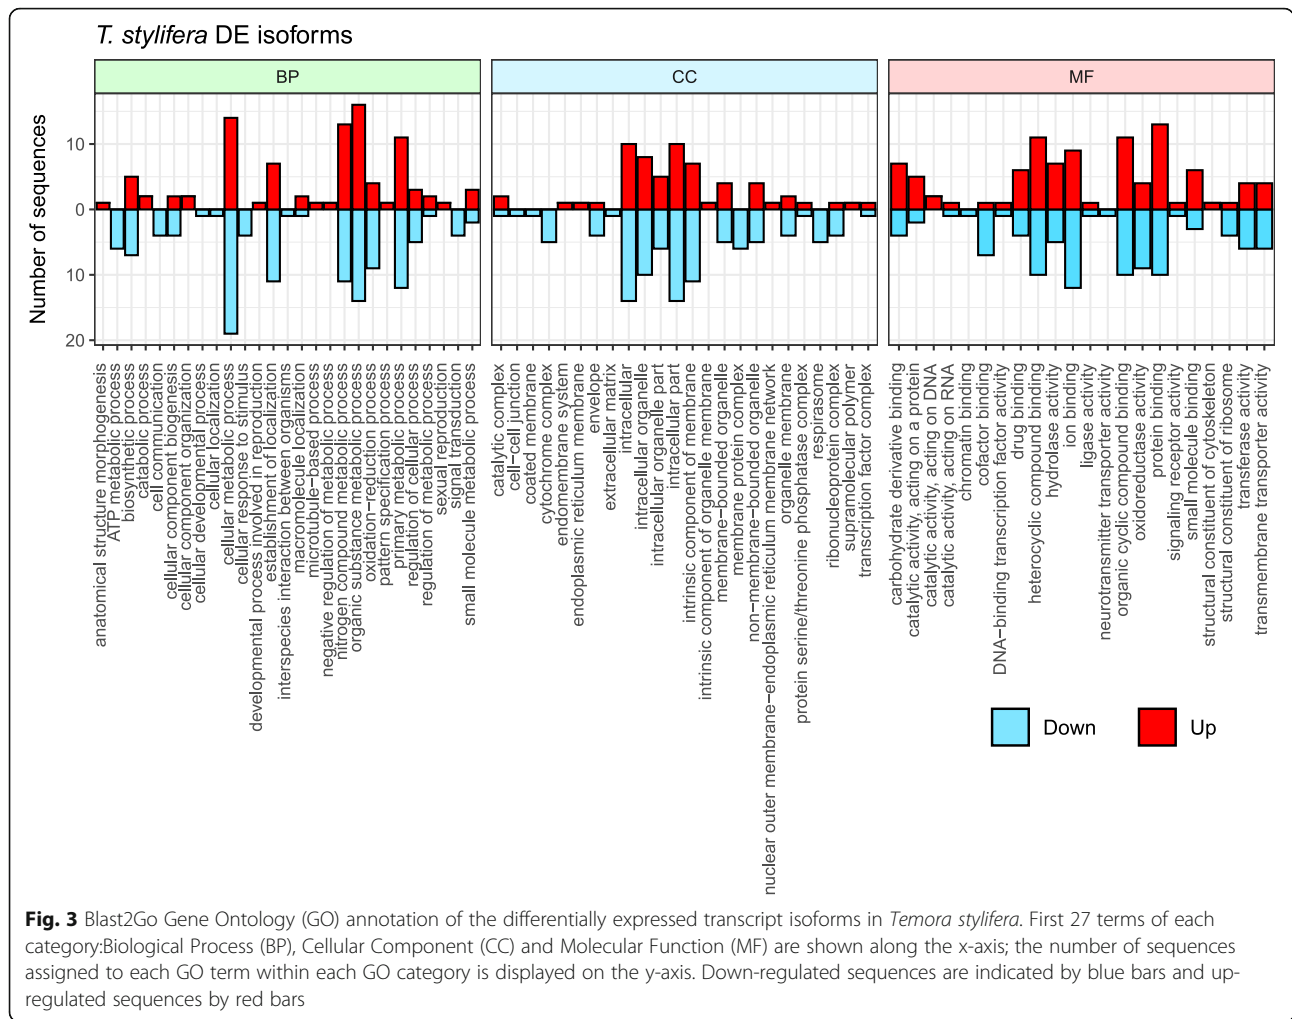 T. stylifera DE isoforms
BP
CC
MF
Number of sequences
10
0
10
20
anatomical structure morphogenesis
ATP metabolic process
biosynthetic process
catabolic process
cell communication
cellular component biogenesis
cellular component organization
cellular developmental process
cellular localization
cellular metabolic process
cellular response to stimulus
developmental process involved in reproduction
establishment of localization
interspecies interaction between organisms
macromolecule localization
microtubule−based process
negative regulation of metabolic process
nitrogen compound metabolic process
organic substance metabolic process
oxidation−reduction process
pattern specification process
primary metabolic process
regulation of cellular process
regulation of metabolic process
sexual reproduction
signal transduction
small molecule metabolic process
catalytic complex
cell−cell junction
coated membrane
cytochrome complex
endomembrane system
endoplasmic reticulum membrane
envelope
extracellular matrix
intracellular
intracellular organelle
intracellular organelle part
intracellular part
intrinsic component of membrane
intrinsic component of organelle membrane
membrane−bounded organelle
membrane protein complex
non−membrane−bounded organelle
nuclear outer membrane−endoplasmic reticulum membrane network
organelle membrane
protein serine/threonine phosphatase complex
respirasome
ribonucleoprotein complex
supramolecular polymer
transcription factor complex
carbohydrate derivative binding
catalytic activity, acting on a protein
catalytic activity, acting on DNA
catalytic activity, acting on RNA
chromatin binding
cofactor binding
DNA−binding transcription factor activity
drug binding
heterocyclic compound binding
hydrolase activity
ion binding
ligase activity
neurotransmitter transporter activity
organic cyclic compound binding
oxidoreductase activity
protein binding
signaling receptor activity
small molecule binding
structural constituent of cytoskeleton
structural constituent of ribosome
transferase activity
transmembrane transporter activity
Down
Up
Fig. 3 Blast2Go Gene Ontology (GO) annotation of the differentially expressed transcript isoforms in Temora stylifera. First 27 terms of each
category:Biological Process (BP), Cellular Component (CC) and Molecular Function (MF) are shown along the x-axis; the number of sequences
assigned to each GO term within each GO category is displayed on the y-axis. Down-regulated sequences are indicated by blue bars and up-
regulated sequences by red bars